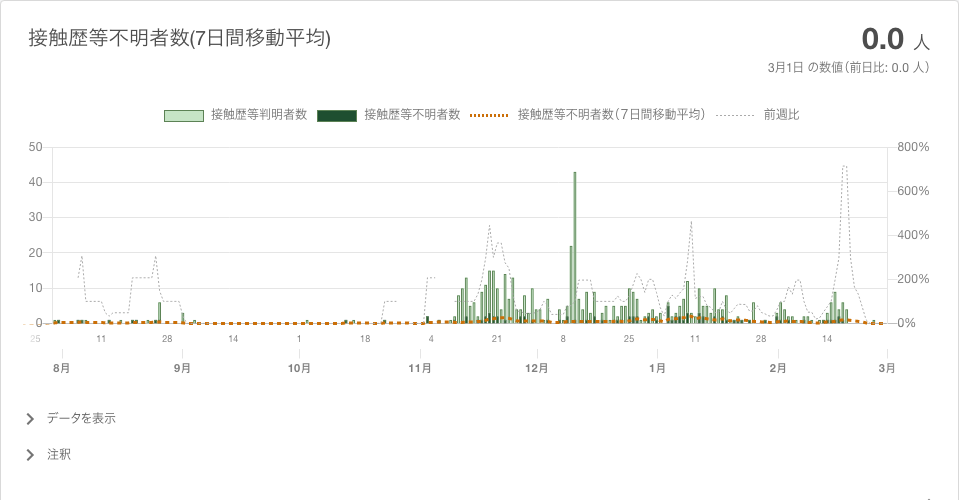 接触歴等不明者数(7日間移動平均)
0.0 人
3月1日 の数値（前日比: 0.0 人）
接触歴等判明者数 接触歴等不明者数 接触歴等不明者数（7日間移動平均） 前週比
50 800%
40 600%
30 400%
20 200%
10 0%
0
25 11 28 14 1 18 4 21 8 25 11 28 14
8月 9月 10月 11月 12月 1月 2月 3月
データを表示
注釈